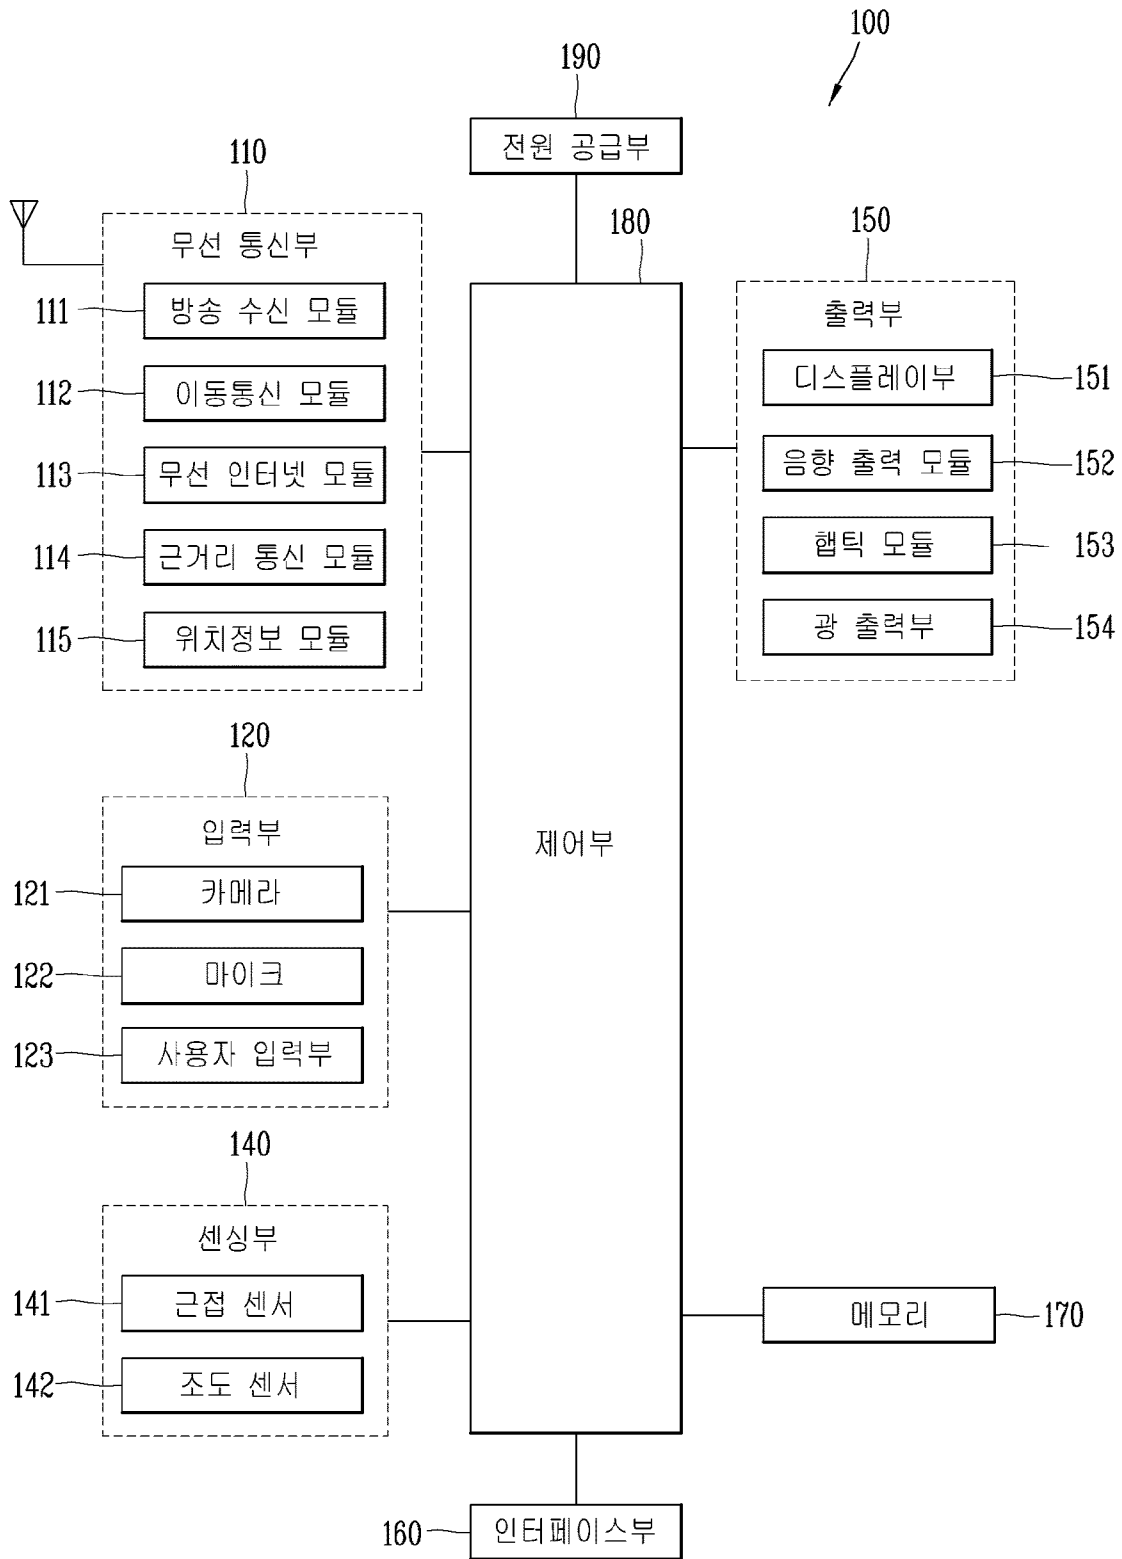 100
190
전원 공급부
110
무선 통신부
111 방송 수신 모듈
112 이동통신 모듈
113 무선 인터넷 모듈
114 근거리 통신 모듈
115 위치정보 모듈
180
제어부
150
출력부
디스플레이부 151
음향 출력 모듈 152
햅틱 모듈 153
광 출력부 154
120
입력부
121 카메라
122 마이크
123 사용자 입력부
140
센싱부
141 근접 센서
142 조도 센서
메모리 170
160 인터페이스부